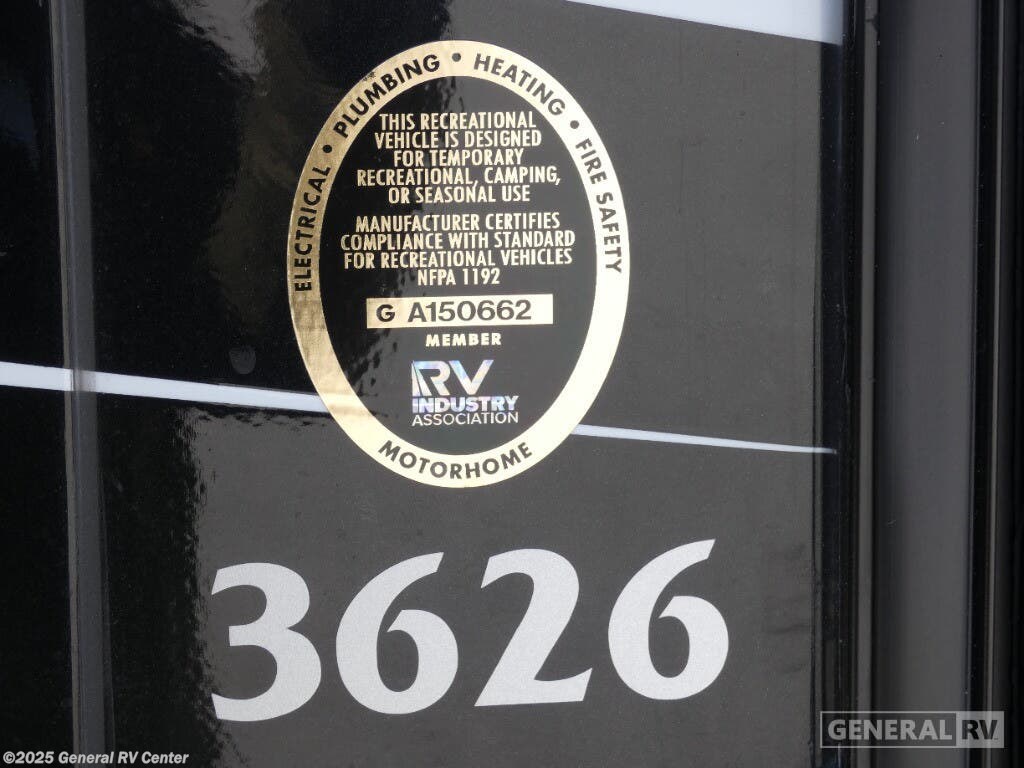 ELECTRICAL • PLUMBING • HEATING • FIRE SAFETY
THIS RECREATIONAL
VEHICLE IS DESIGNED
FOR TEMPORARY
RECREATIONAL, CAMPING,
OR SEASONAL USE
MANUFACTURER CERTIFIES
COMPLIANCE WITH STANDARD
FOR RECREATIONAL VEHICLES
NFPA 1192
G A150662
MEMBER
RV
INDUSTRY
ASSOCIATION
MOTORHOME
3626
GENERAL RV
©2025 General RV Center